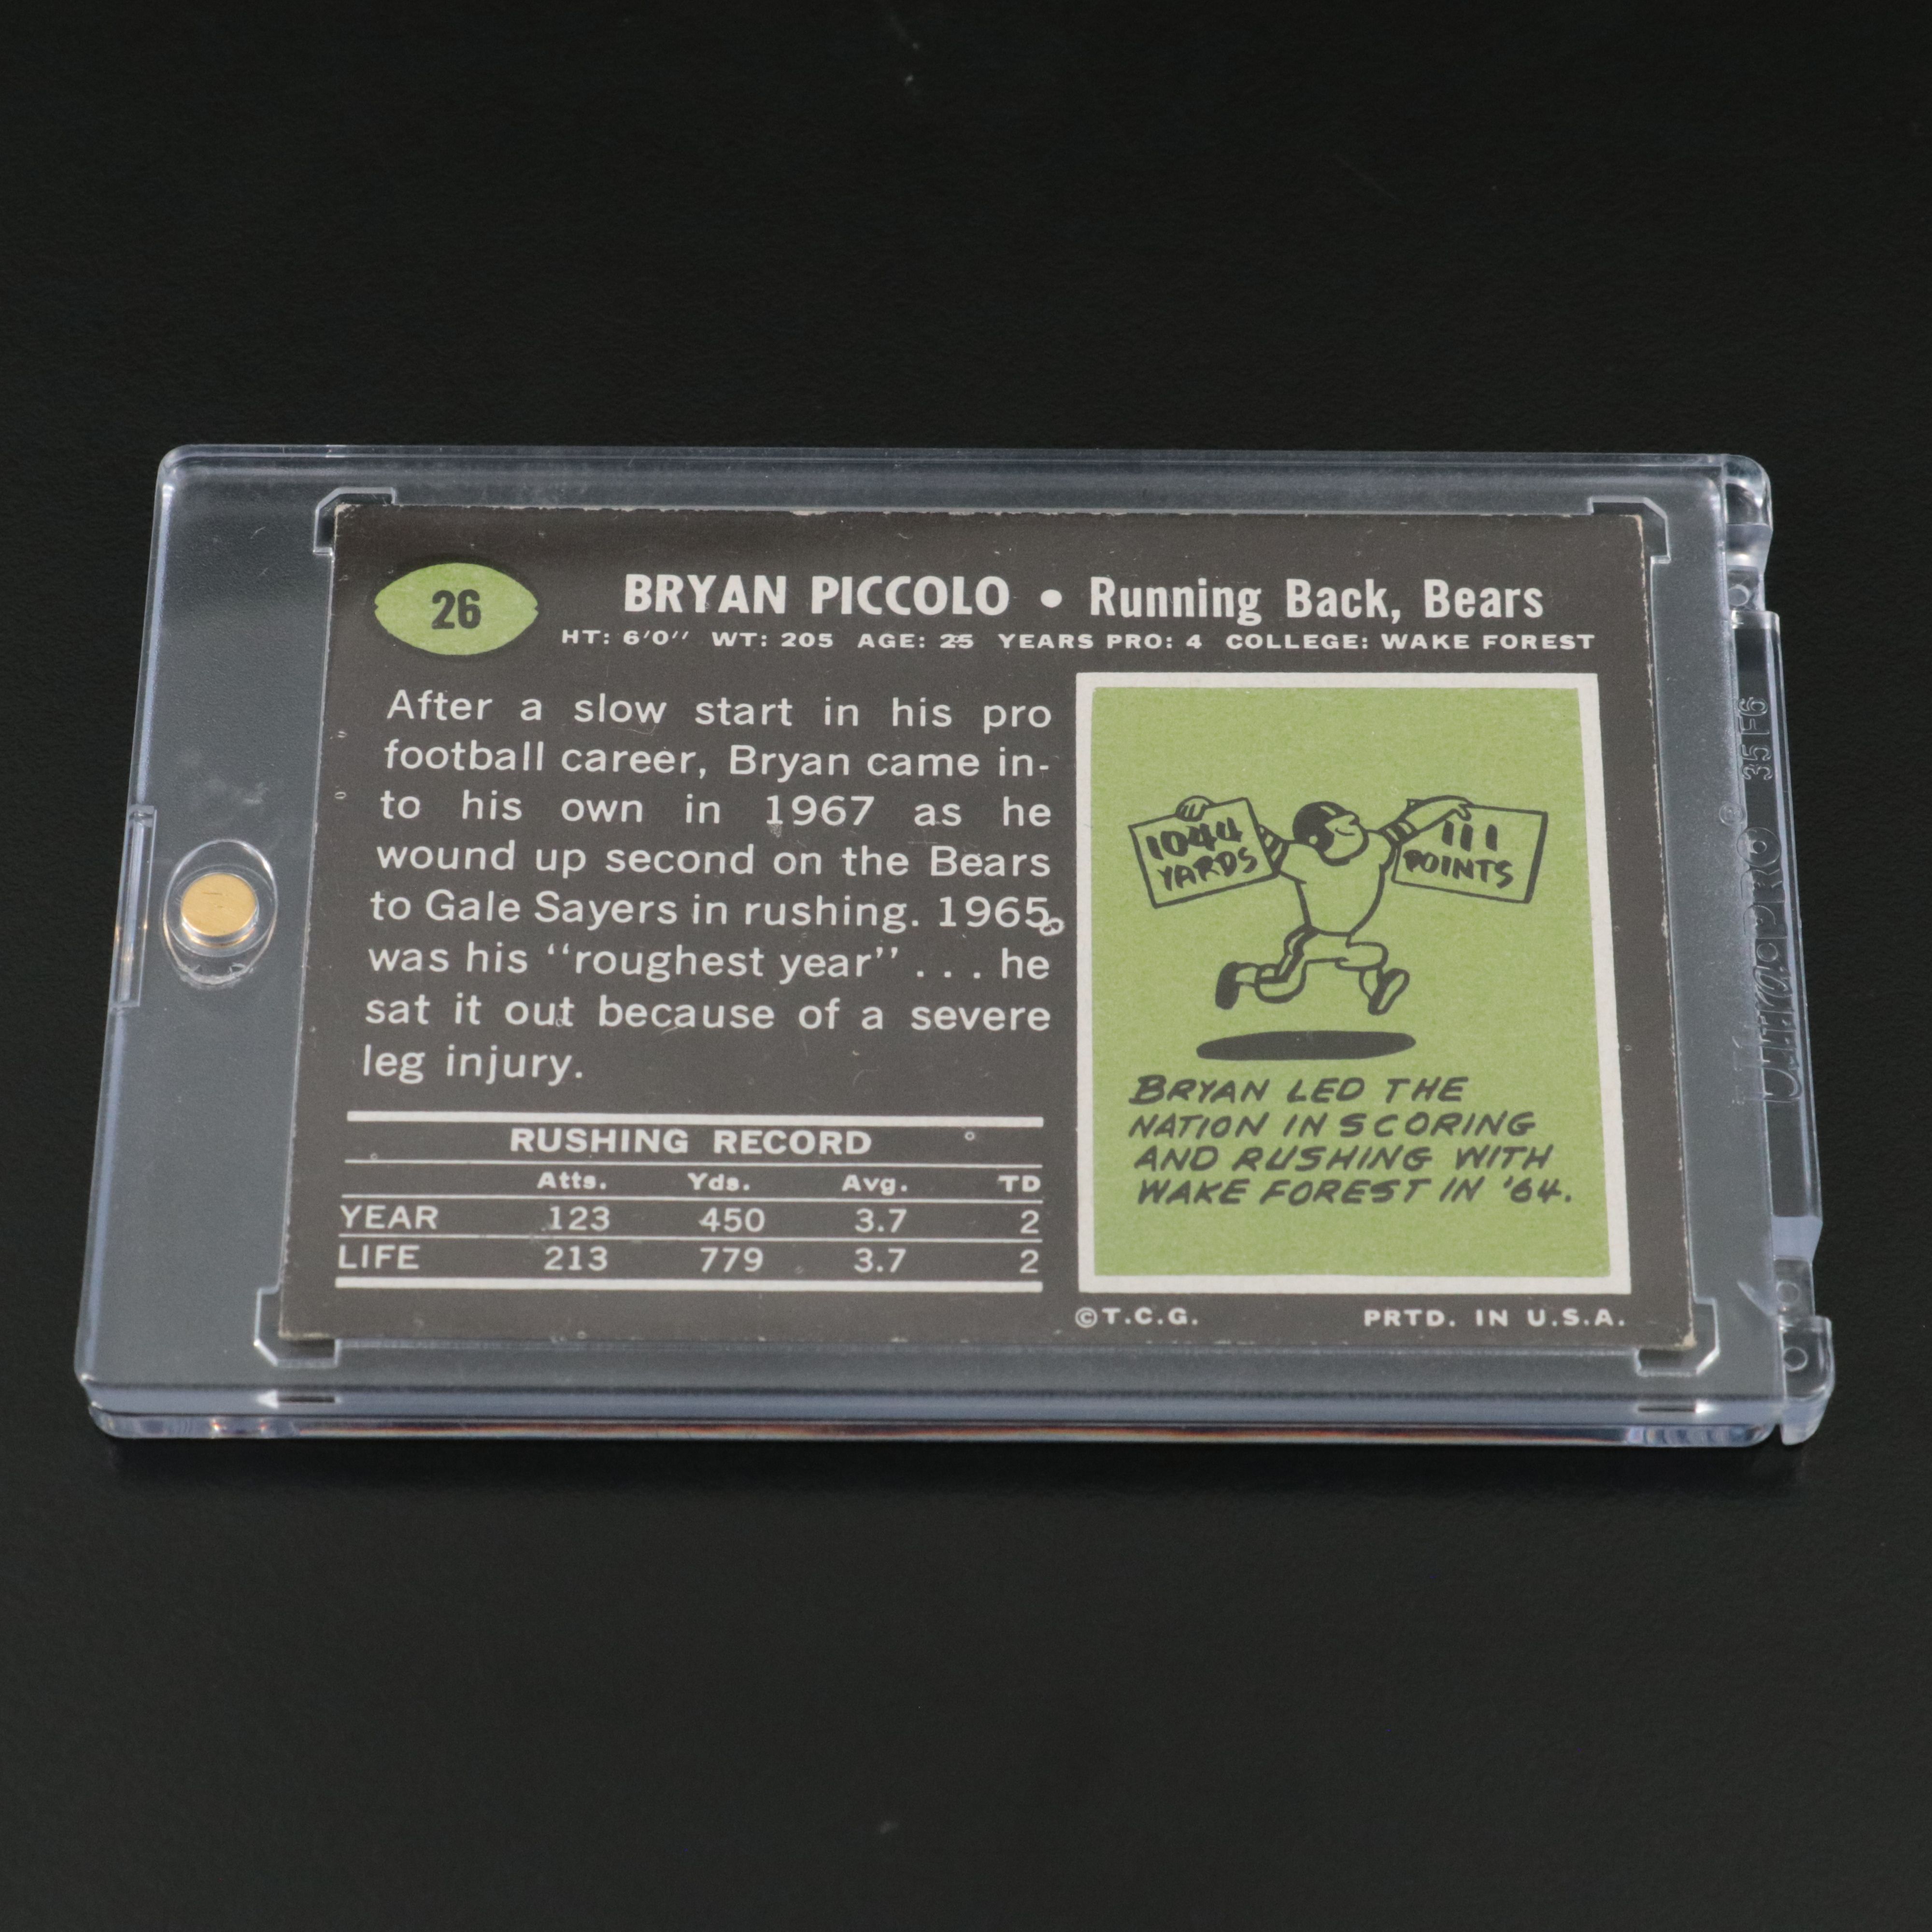 26
BRYAN PICCOLO • Running Back, Bears
HT: 6'0'' WT: 205 AGE: 25 YEARS PRO: 4 COLLEGE: WAKE FOREST
After a slow start in his pro
football career, Bryan came in-
to his own in 1967 as he
wound up second on the Bears
to Gale Sayers in rushing. 1965
was his "roughest year" . . . he
sat it out because of a severe
leg injury.
RUSHING RECORD
Atts. Yds. Avg. TD
YEAR 123 450 3.7 2
LIFE 213 779 3.7 2
1044
YARDS
111
POINTS
BRYAN LED THE
NATION IN SCORING
AND RUSHING WITH
WAKE FOREST IN '64.
©T.C.G. PRTD. IN U.S.A.